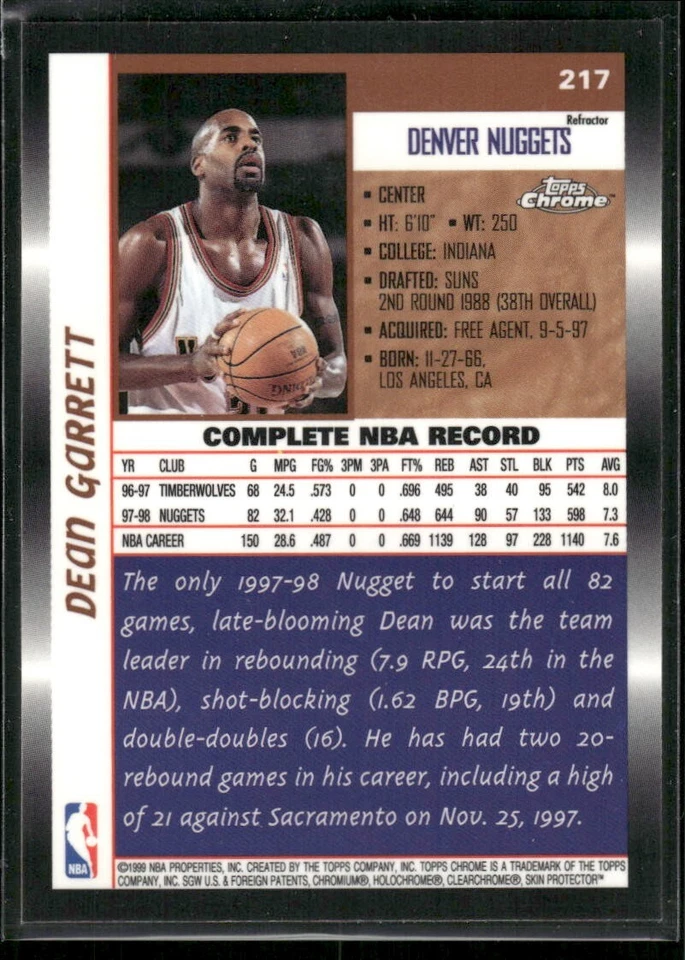 217
Refractor
DENVER NUGGETS
Topps
Chrome™
▪ CENTER
▪ HT: 6'10" ▪ WT: 250
▪ COLLEGE: INDIANA
▪ DRAFTED: SUNS
2ND ROUND 1988 (38TH OVERALL)
▪ ACQUIRED: FREE AGENT, 9-5-97
▪ BORN: 11-27-66,
LOS ANGELES, CA
Dean Garrett
COMPLETE NBA RECORD
YR CLUB G MPG FG% 3PM 3PA FT% REB AST STL BLK PTS AVG
96-97 TIMBERWOLVES 68 24.5 .573 0 0 .696 495 38 40 95 542 8.0
97-98 NUGGETS 82 32.1 .428 0 0 .648 644 90 57 133 598 7.3
NBA CAREER 150 28.6 .487 0 0 .669 1139 128 97 228 1140 7.6
The only 1997-98 Nugget to start all 82
games, late-blooming Dean was the team
leader in rebounding (7.9 RPG, 24th in the
NBA), shot-blocking (1.62 BPG, 19th) and
double-doubles (16). He has had two 20-
rebound games in his career, including a high
of 21 against Sacramento on Nov. 25, 1997.
NBA
©1999 NBA PROPERTIES, INC. CREATED BY THE TOPPS COMPANY, INC. TOPPS CHROME IS A TRADEMARK OF THE TOPPS
COMPANY, INC. SGW U.S. & FOREIGN PATENTS, CHROMIUM®, HOLOCHROME®, CLEARCHROME®, SKIN PROTECTOR™